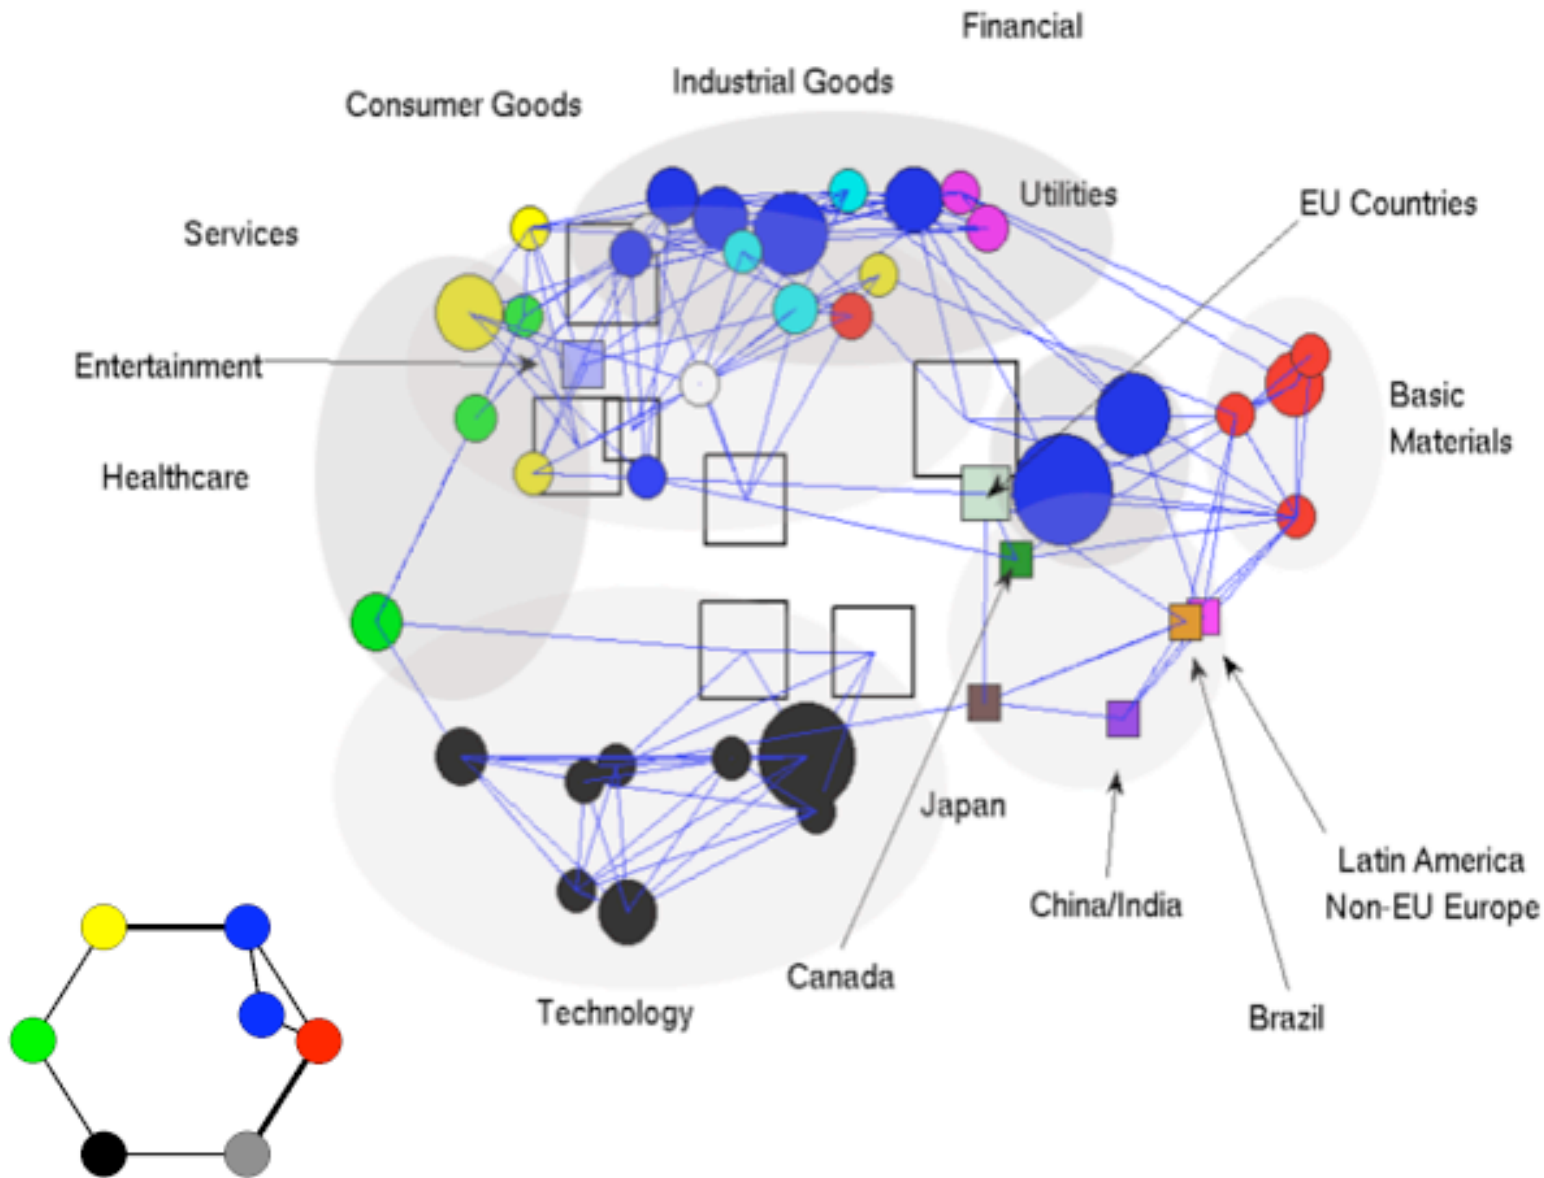 Financial
Industrial Goods
Consumer Goods
Utilities
EU Countries
Services
Entertainment
Basic
Materials
Healthcare
Japan
Latin America
Non-EU Europe
China/India
Canada
Technology
Brazil